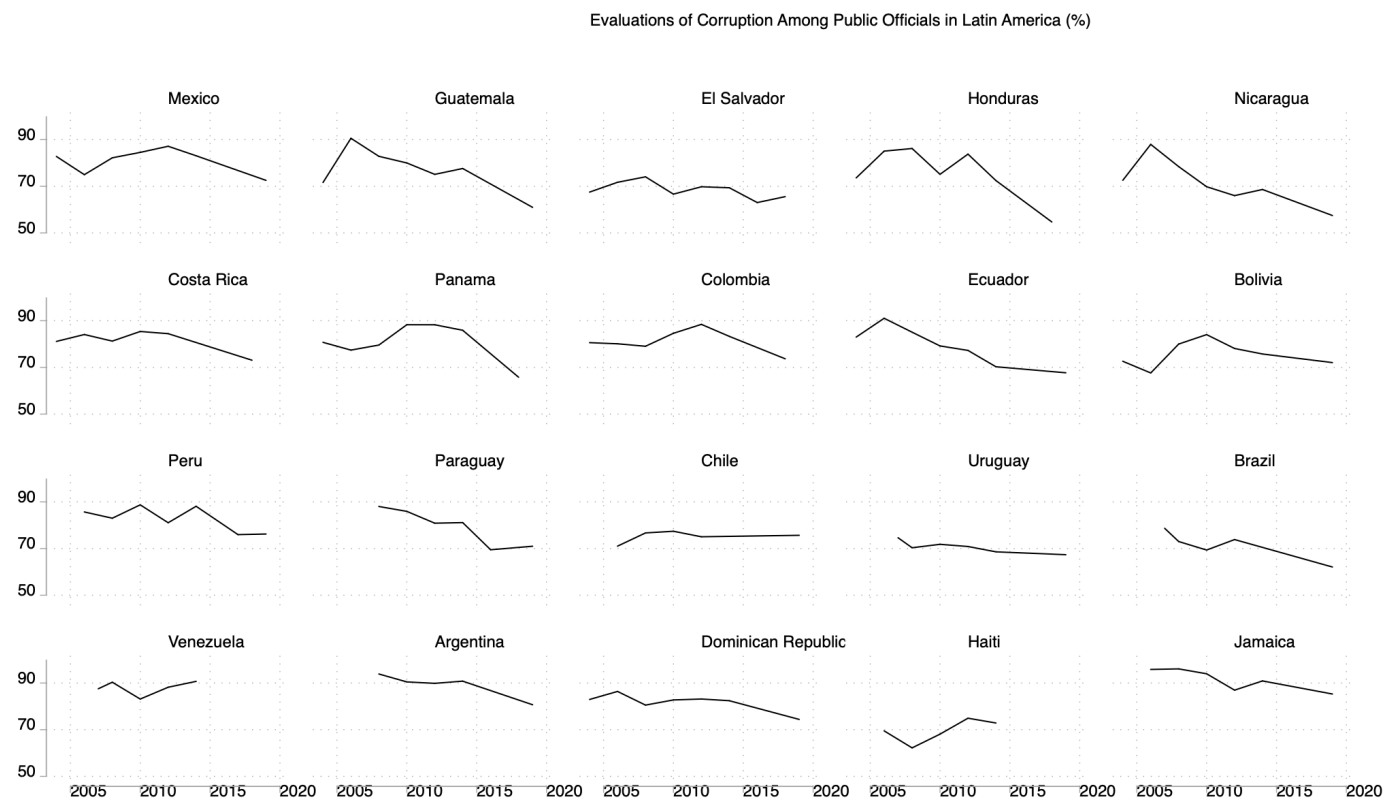 Evaluations of Corruption Among Public Officials in Latin America (%)
Mexico Guatemala El Salvador Honduras Nicaragua
90
70
50
Costa Rica Panama Colombia Ecuador Bolivia
90
70
50
Peru Paraguay Chile Uruguay Brazil
90
70
50
Venezuela Argentina Dominican Republic Haiti Jamaica
90
70
50
2005 2010 2015 2020 2005 2010 2015 2020 2005 2010 2015 2020 2005 2010 2015 2020 2005 2010 2015 2020